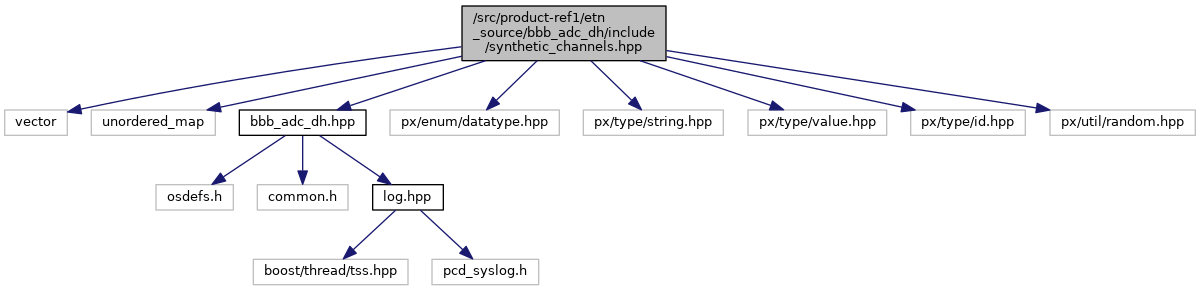 /src/product-ref1/etn
_source/bbb_adc_dh/include
/synthetic_channels.hpp
vector
unordered_map
bbb_adc_dh.hpp
px/enum/datatype.hpp
px/type/string.hpp
px/type/value.hpp
px/type/id.hpp
px/util/random.hpp
osdefs.h
common.h
log.hpp
boost/thread/tss.hpp
pcd_syslog.h